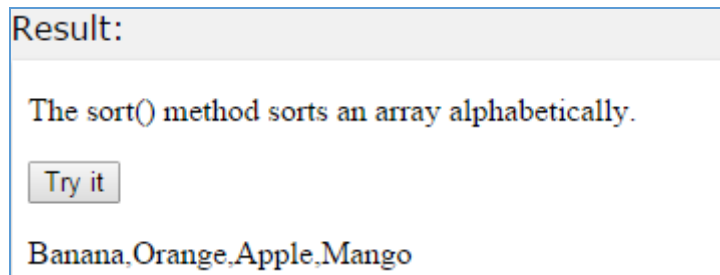 Result:
The sort() method sorts an array alphabetically.
Try it
Banana,Orange,Apple,Mango